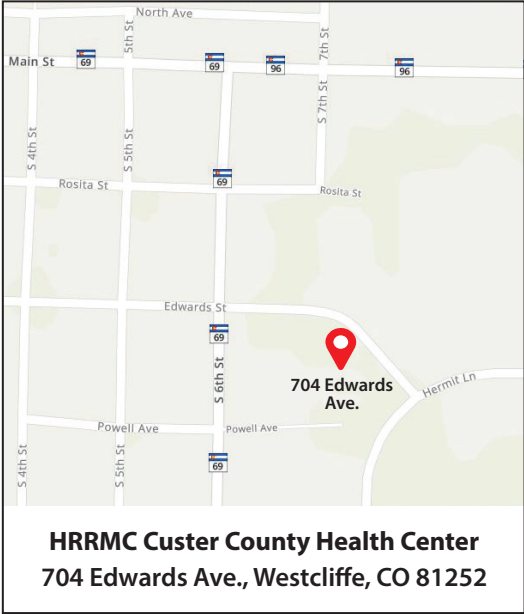 North Ave
5th St
7th St
Main St
69
69
96
96
S 4th St
S 5th St
S 7th St
69
Rosita St
Rosita St
Edwards St
69
S 6th St
704 Edwards
Ave.
Hermit Ln
Powell Ave
Powell Ave
S 4th St
S 5th St
69
HRRMC Custer County Health Center
704 Edwards Ave., Westcliffe, CO 81252